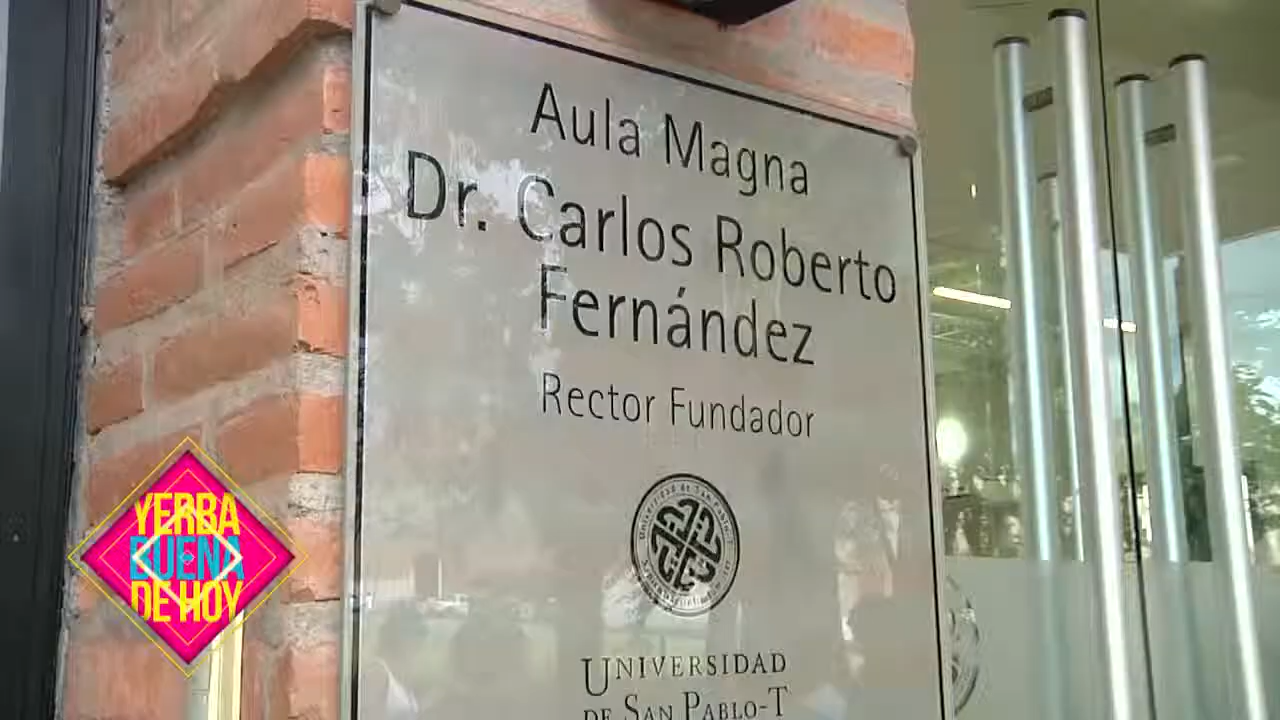 Aula Magna
Dr. Carlos Roberto
Fernández
Rector Fundador
UNIVERSIDAD
DE SAN PABLO-T
YERBA
BUENA
DE HOY